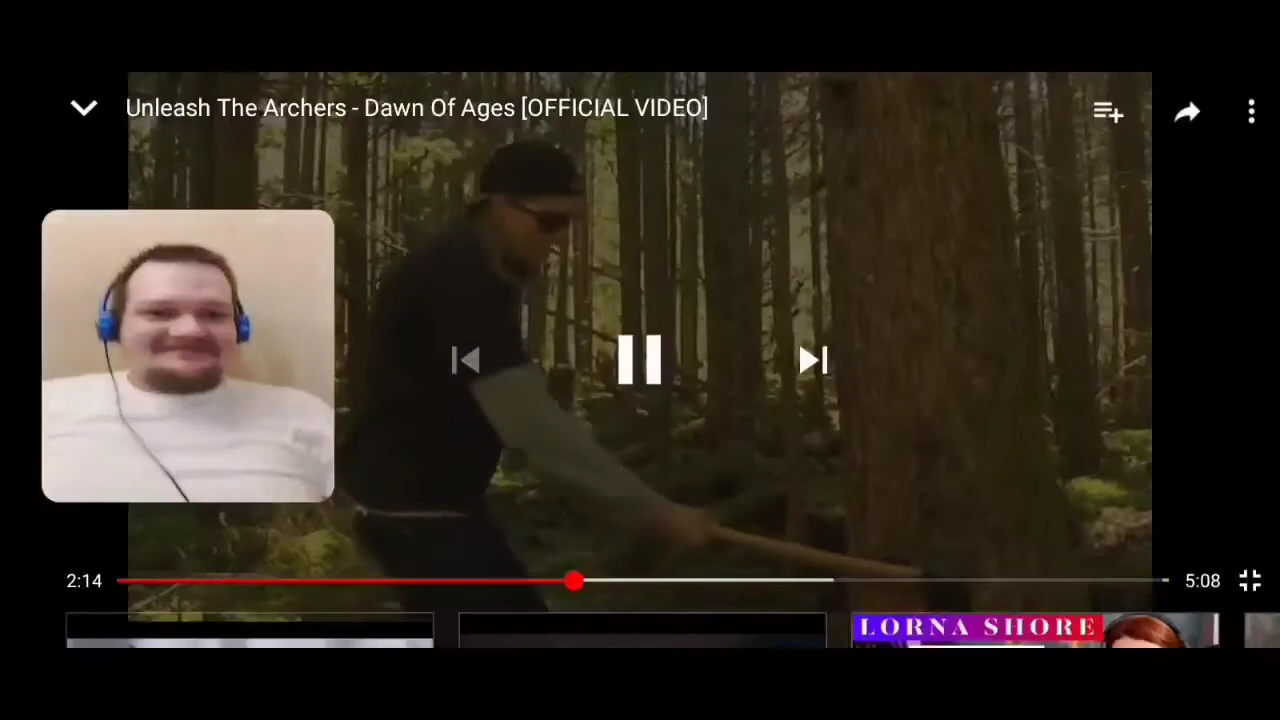 Unleash The Archers - Dawn Of Ages [OFFICIAL VIDEO]
2:14
5:08
LORNA SHORE